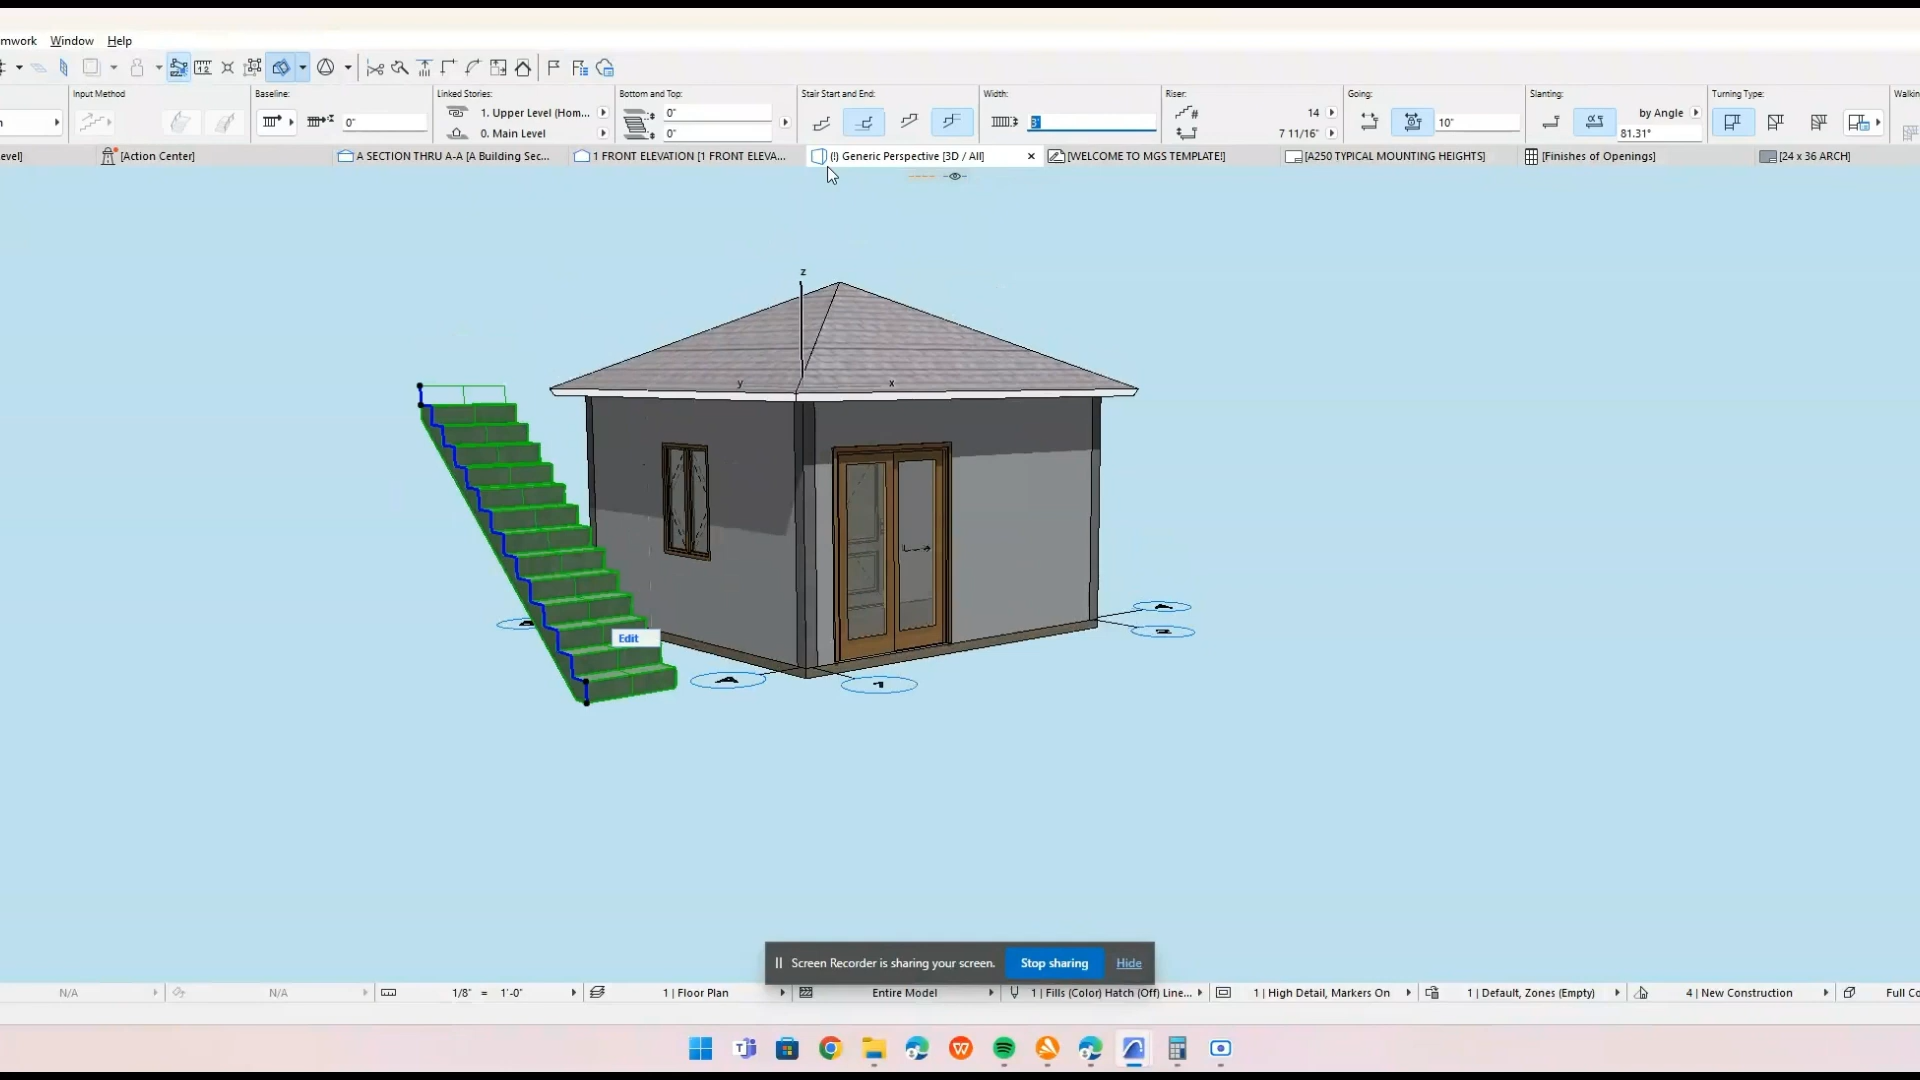 mwork Window Help
Input Method
Baseline:
Linked Stories:
Bottom and Top:
Stair Start and End:
Width:
Riser:
Going:
Slanting:
Turning Type:
Walkin
1. Upper Level (Hom...
0"
14
by Angle
0"
10"
0. Main Level
0"
7 11/16"
81.31°
evel]
[Action Center]
A SECTION THRU A-A [A Building Sec...
1 FRONT ELEVATION [1 FRONT ELEVA...
(!) Generic Perspective [3D / All]
[WELCOME TO MGS TEMPLATE!]
[A250 TYPICAL MOUNTING HEIGHTS]
[Finishes of Openings]
[24 x 36 ARCH]
z
y
x
Edit
A
1
A
2
Screen Recorder is sharing your screen.
Stop sharing
Hide
N/A
N/A
1/8" = 1'-0"
1 | Floor Plan
Entire Model
1 | Fills (Color) Hatch (Off) Line...
1 | High Detail, Markers On
1 | Default, Zones (Empty)
4 | New Construction
Full Co